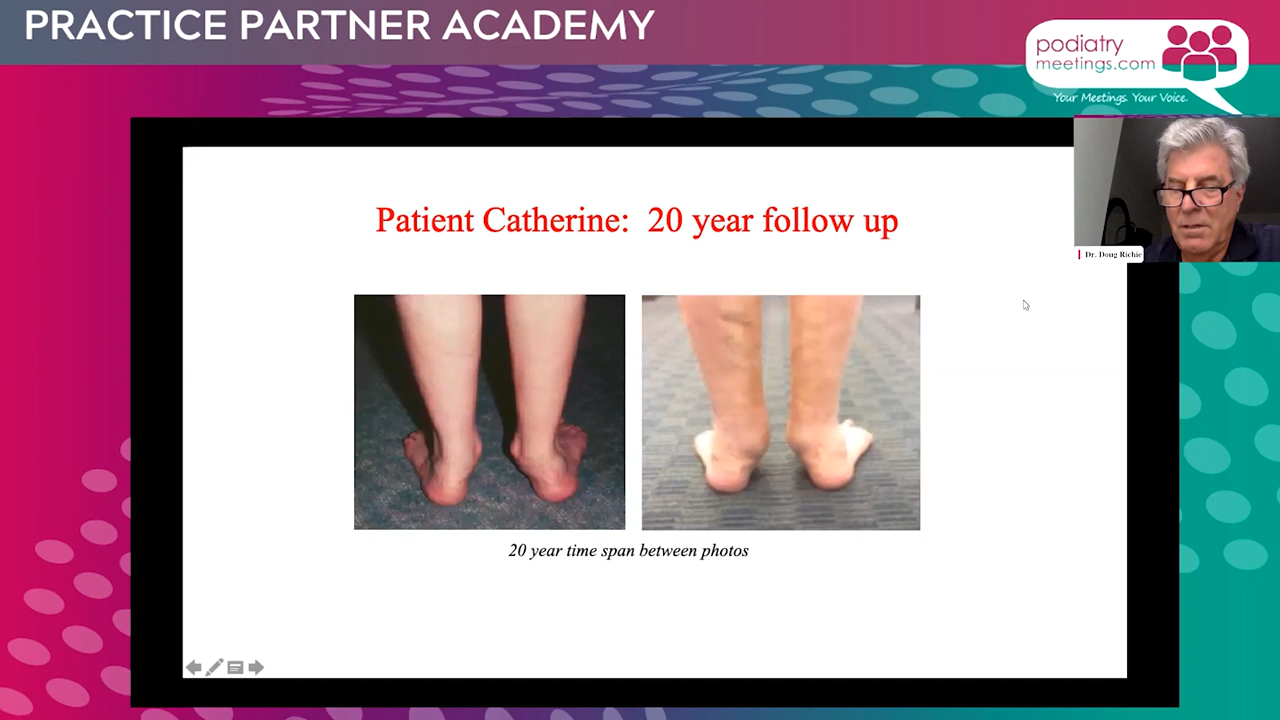 PRACTICE PARTNER ACADEMY
podiatry
meetings.com
Your Meetings. Your Voice.
Dr. Doug Richie
Patient Catherine: 20 year follow up
20 year time span between photos